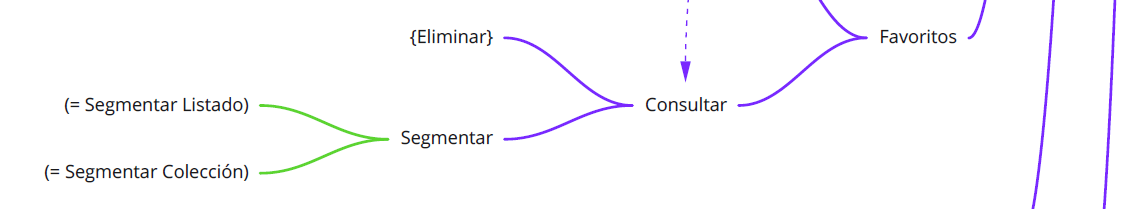 {Eliminar}
Favoritos
(= Segmentar Listado)
Consultar
Segmentar
(= Segmentar Colección)